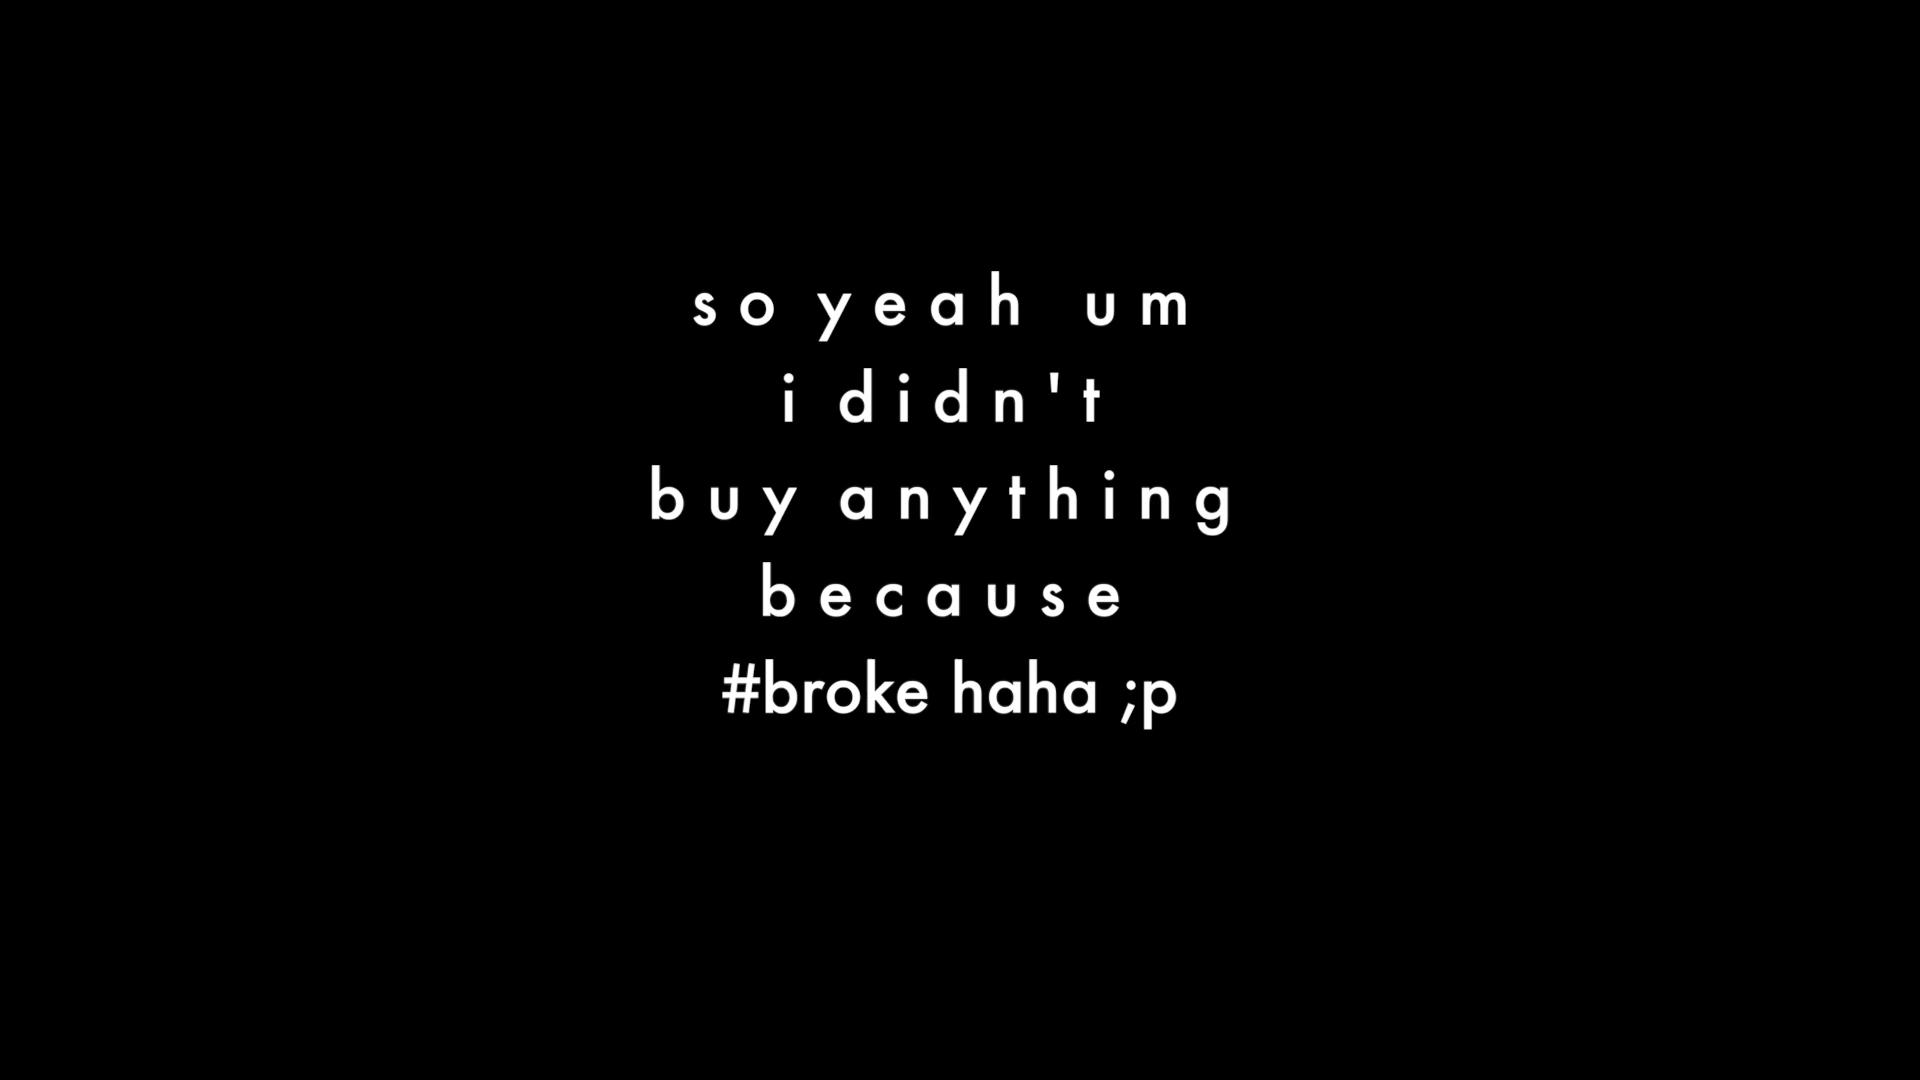 so yeah um
i didn't
buy anything
because
#broke haha ;p